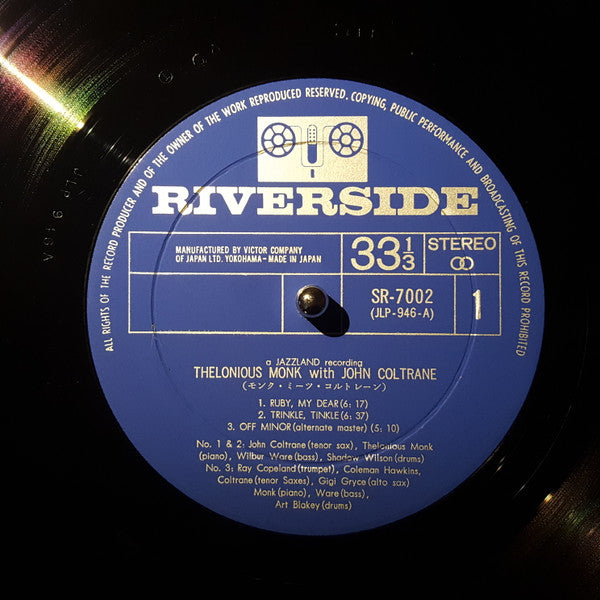 ALL RIGHTS OF THE RECORD PRODUCER AND OF THE OWNER OF THE WORK REPRODUCED RESERVED. COPYING, PUBLIC PERFORMANCE AND BROADCASTING OF THIS RECORD PROHIBITED
RIVERSIDE
MANUFACTURED BY VICTOR COMPANY
OF JAPAN LTD. YOKOHAMA-MADE IN JAPAN
33 1/3
STEREO
SR-7002
(JLP-946-A)
1
a JAZZLAND recording
THELONIOUS MONK with JOHN COLTRANE
(モンク・ミーツ・コルトレーン)
1. RUBY, MY DEAR(6: 17)
2. TRINKLE, TINKLE(6: 37)
3. OFF MINOR(alternate master) (5: 10)
No. 1 & 2: John Coltrane(tenor sax), Thelonious Monk
(piano), Wilbur Ware(bass), Shadow Wilson(drums)
No. 3: Ray Copeland(trumpet), Coleman Hawkins,
Coltrane(tenor Saxes), Gigi Gryce(alto sax)
Monk(piano), Ware(bass),
Art Blakey(drums)